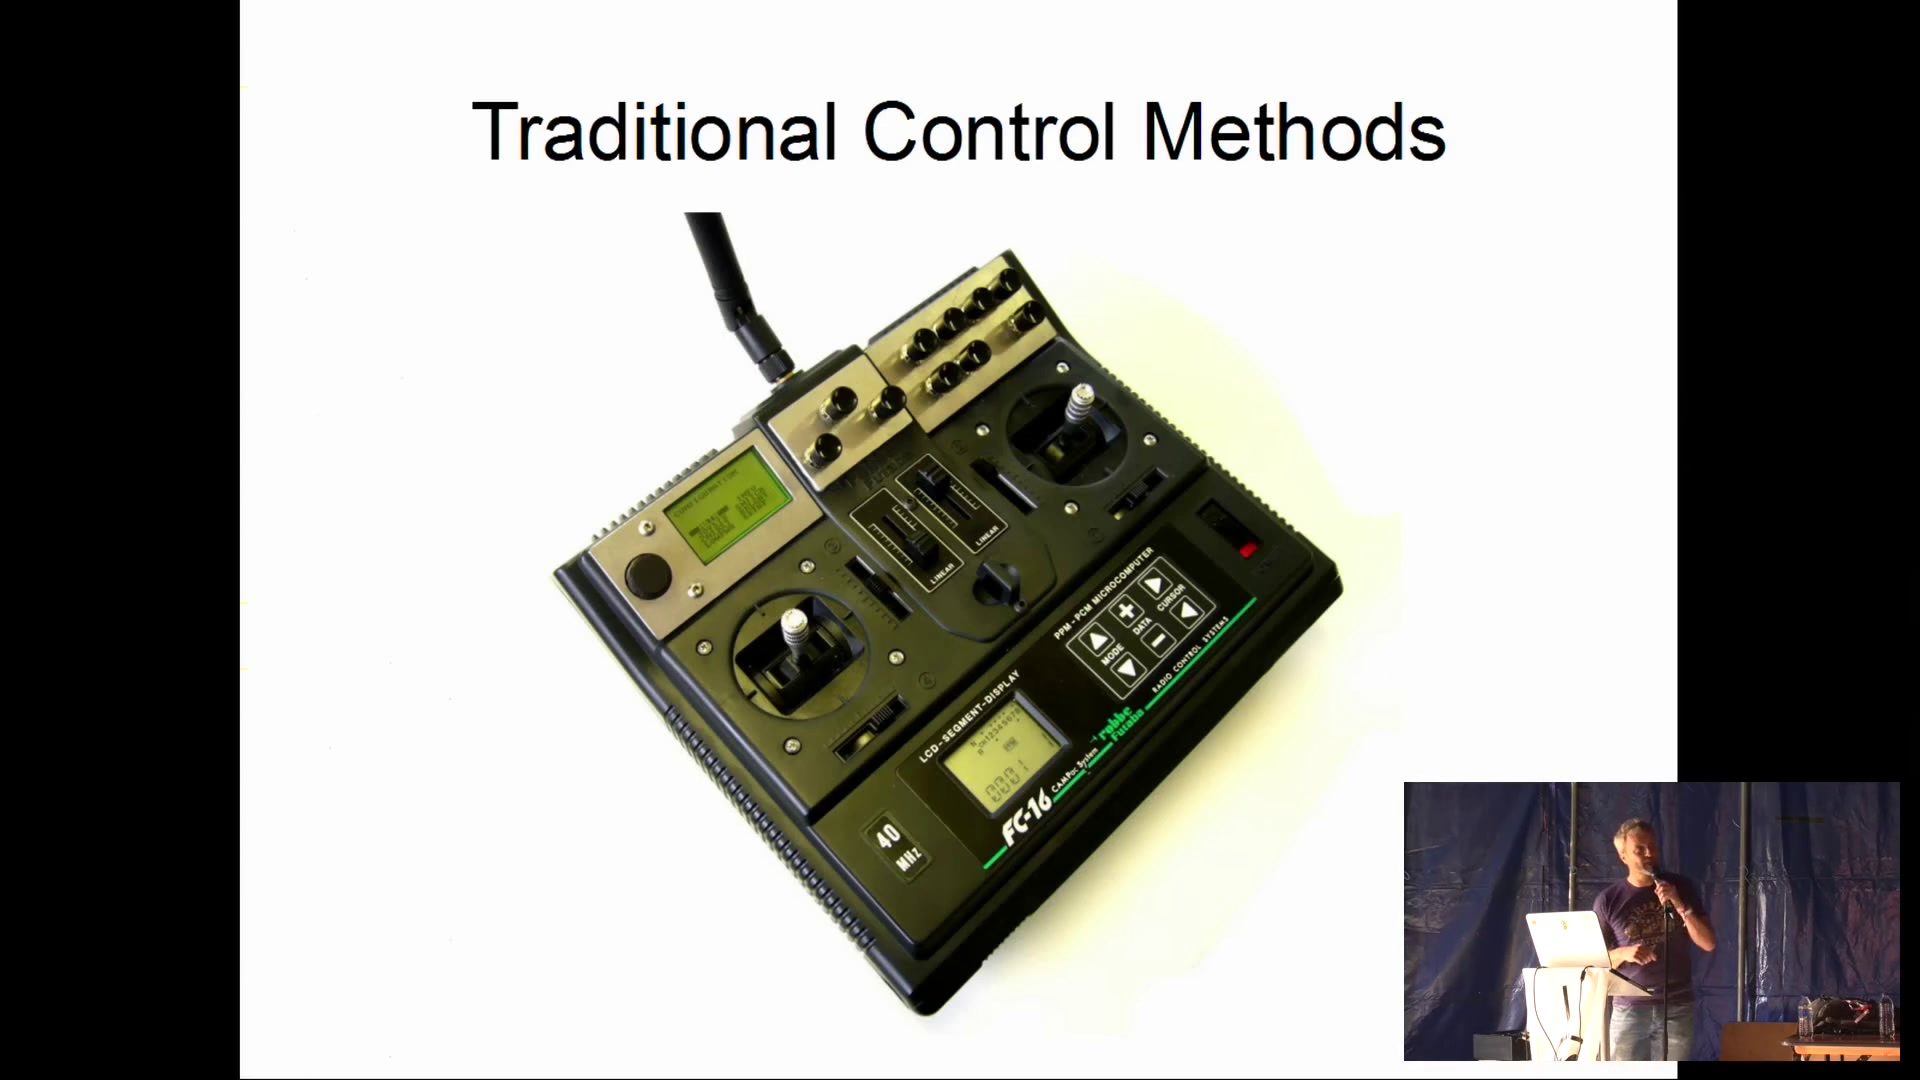 Traditional Control Methods
CONFIGURATION
LINEAR
LINEAR
PPM-PCM MICROCOMPUTER
CURSOR
DATA
MODE
RADIO CONTROL SYSTEMS
LCD-SEGMENT-DISPLAY
robbe
Futaba
CAMPac System
FC-16
40
MHz